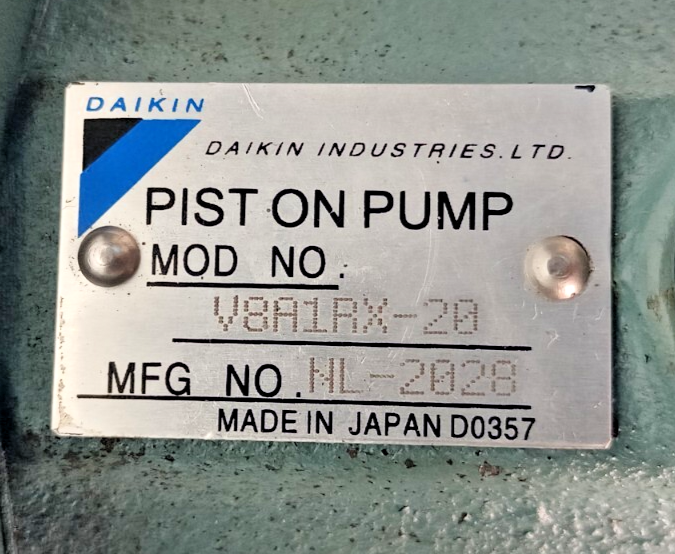 DAIKIN
DAIKIN INDUSTRIES.LTD.
PIST ON PUMP
MOD NO.
V8A1RX-20
MFG NO. NL-2028
MADE IN JAPAN D0357